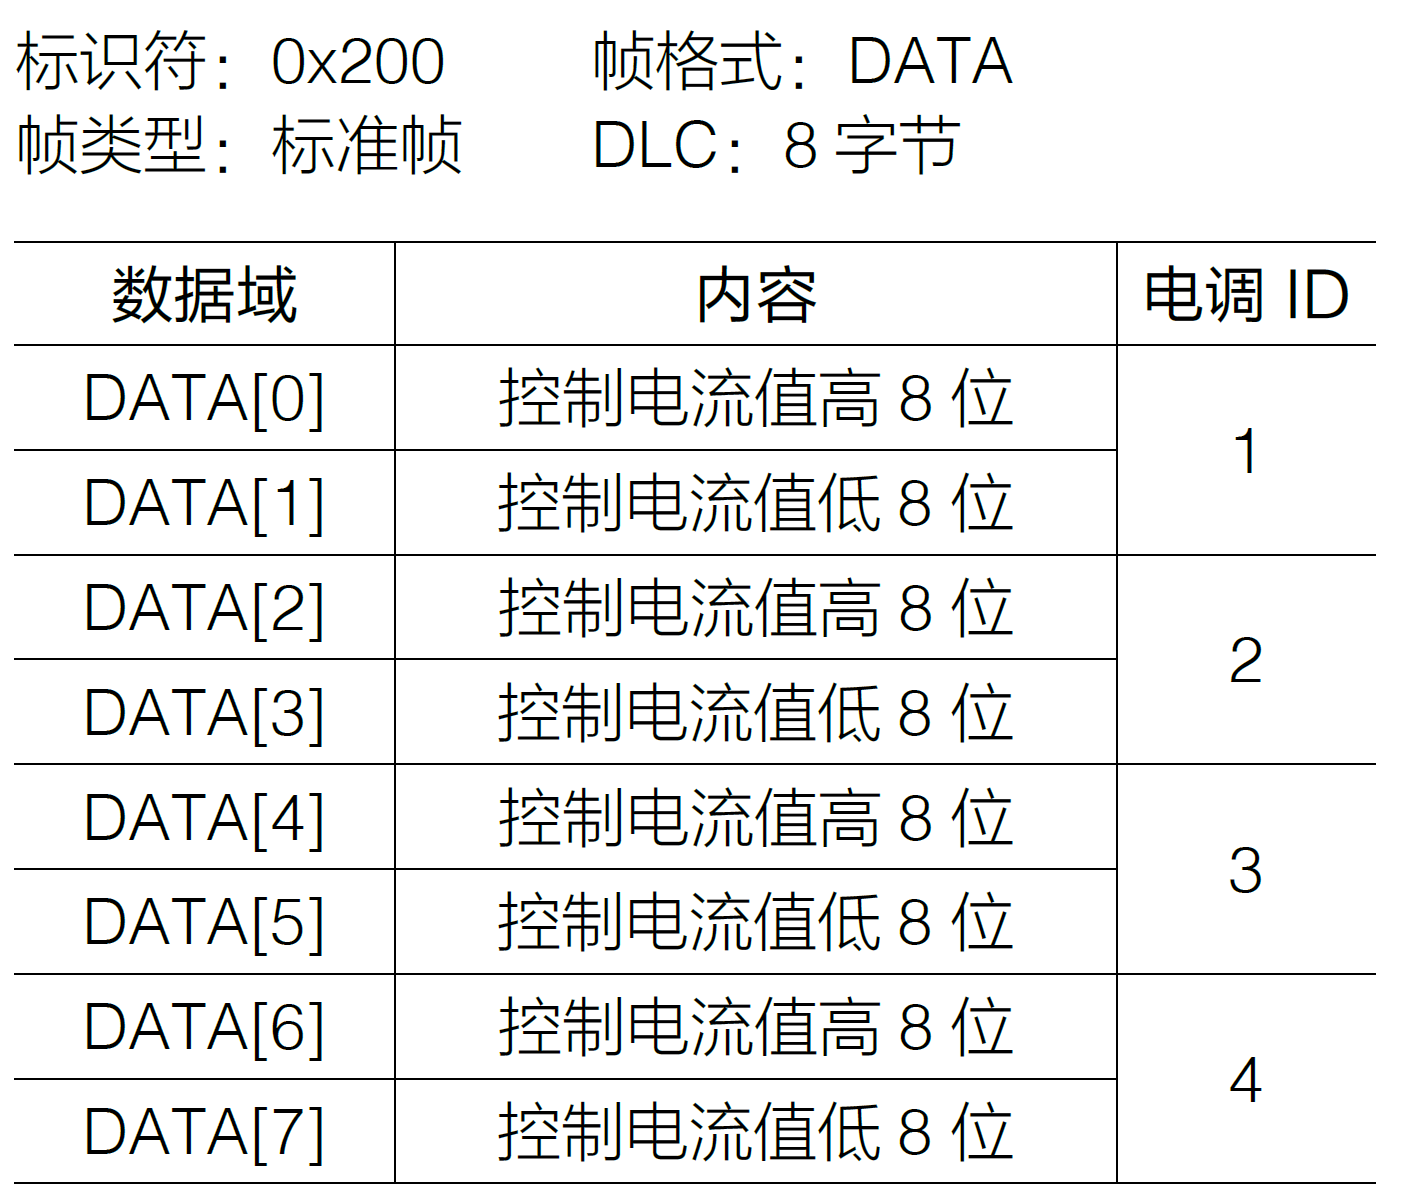 标识符：0x200 帧格式：DATA
帧类型：标准帧 DLC：8 字节
数据域 内容 电调 ID
DATA[0] 控制电流值高 8 位
1
DATA[1] 控制电流值低 8 位
DATA[2] 控制电流值高 8 位
2
DATA[3] 控制电流值低 8 位
DATA[4] 控制电流值高 8 位
3
DATA[5] 控制电流值低 8 位
DATA[6] 控制电流值高 8 位
4
DATA[7] 控制电流值低 8 位